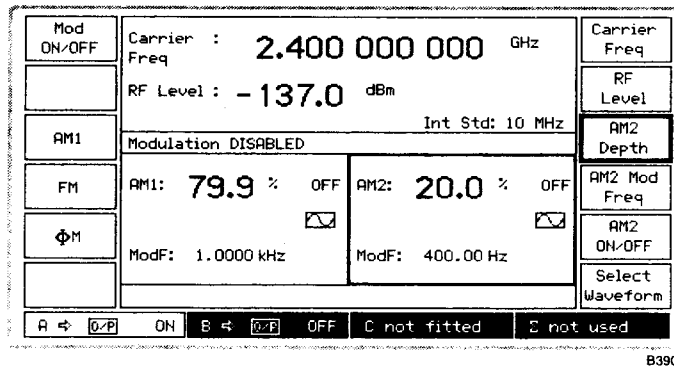 Mod
ON/OFF
AM1
FM
ΦM
Carrier : 2.400 000 000 GHz
Freq
RF Level : -137.0 dBm
Int Std: 10 MHz
Modulation DISABLED
AM1: 79.9 % OFF
ModF: 1.0000 kHz
AM2: 20.0 % OFF
ModF: 400.00 Hz
Carrier
Freq
RF
Level
AM2
Depth
AM2 Mod
Freq
AM2
ON/OFF
Select
Waveform
A ⇨ O/P ON
B ⇨ O/P OFF
C not fitted
Σ not used
B390